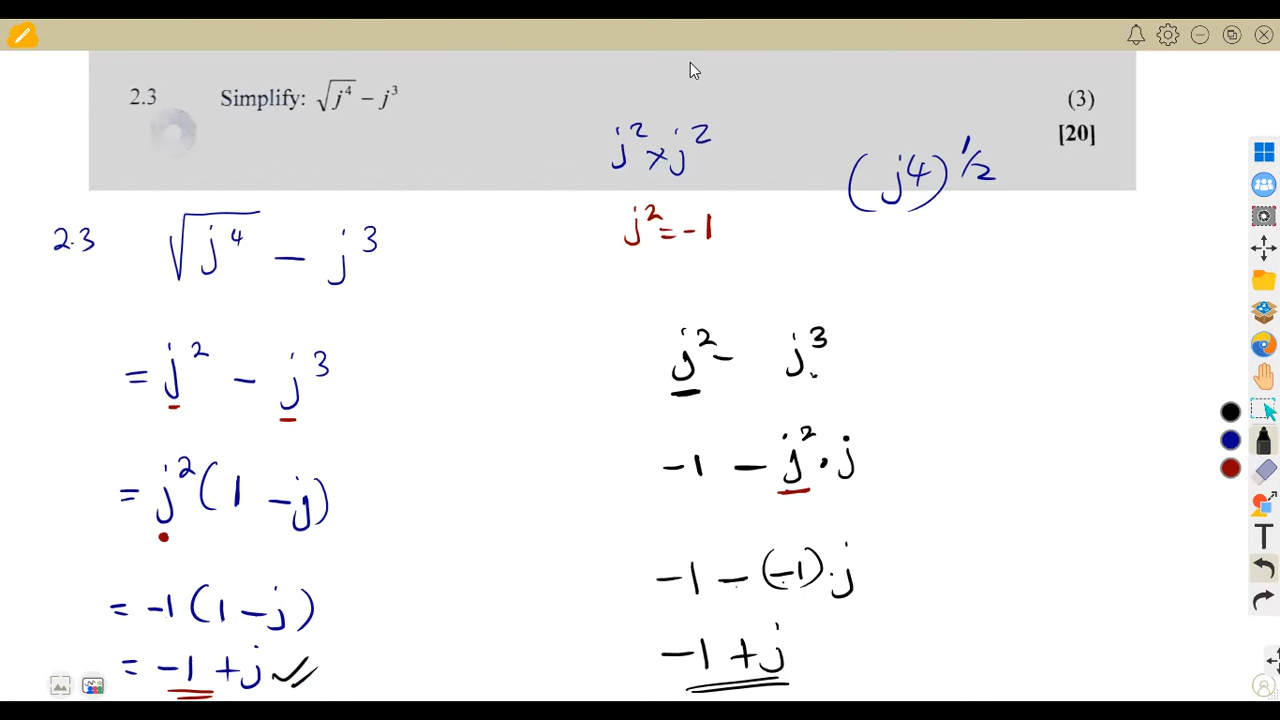 2.3 Simplify: √j⁴ − j³ (3)
[20]
j² × j²
(j4)^1/2
j² = -1
2.3 √j⁴ − j³
= j² − j³
= j² (1 − j)
= -1 (1 − j)
= -1 + j ✓
j² − j³
-1 − j² · j
-1 − (-1) · j
-1 + j
T